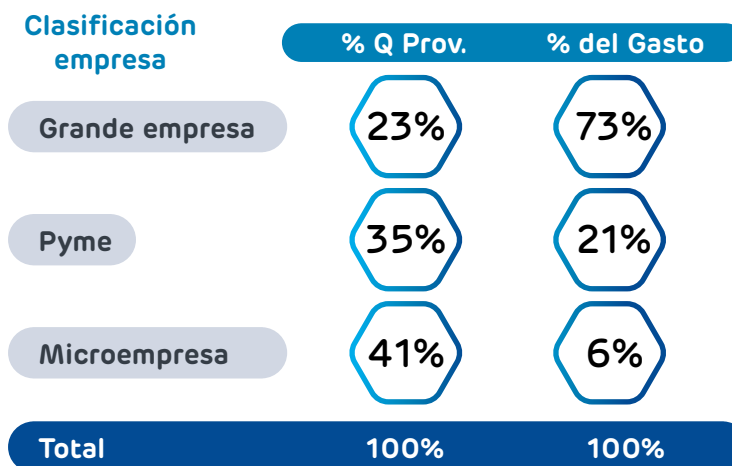 Clasificación
empresa
% Q Prov. % del Gasto
Grande empresa 23% 73%
Pyme 35% 21%
Microempresa 41% 6%
Total 100% 100%